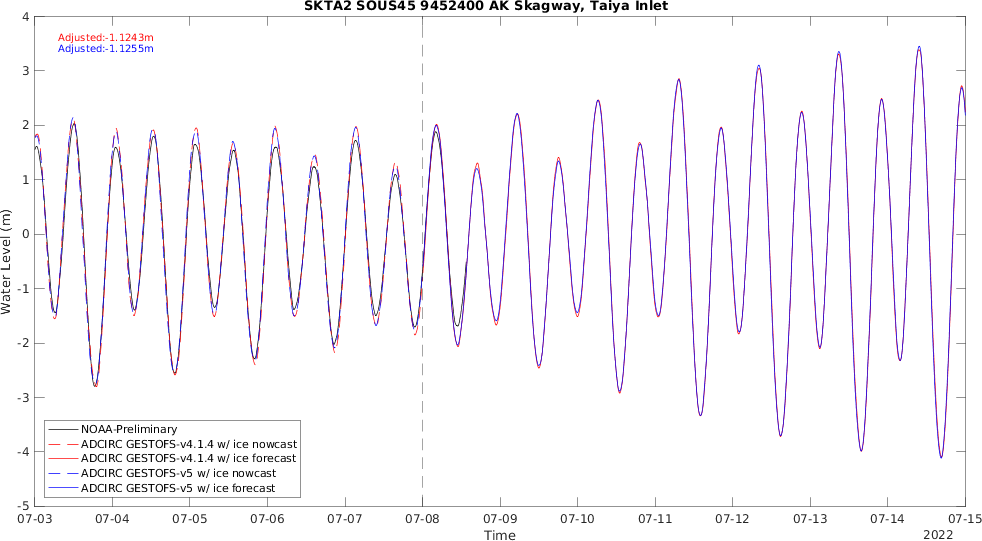 SKTA2 SOUS45 9452400 AK Skagway, Taiya Inlet
Adjusted:-1.1243m
Adjusted:-1.1255m
4
3
2
1
0
-1
-2
-3
-4
-5
Water Level (m)
NOAA-Preliminary
ADCIRC GESTOFS-v4.1.4 w/ ice nowcast
ADCIRC GESTOFS-v4.1.4 w/ ice forecast
ADCIRC GESTOFS-v5 w/ ice nowcast
ADCIRC GESTOFS-v5 w/ ice forecast
07-03 07-04 07-05 07-06 07-07 07-08 07-09 07-10 07-11 07-12 07-13 07-14 07-15
Time
2022